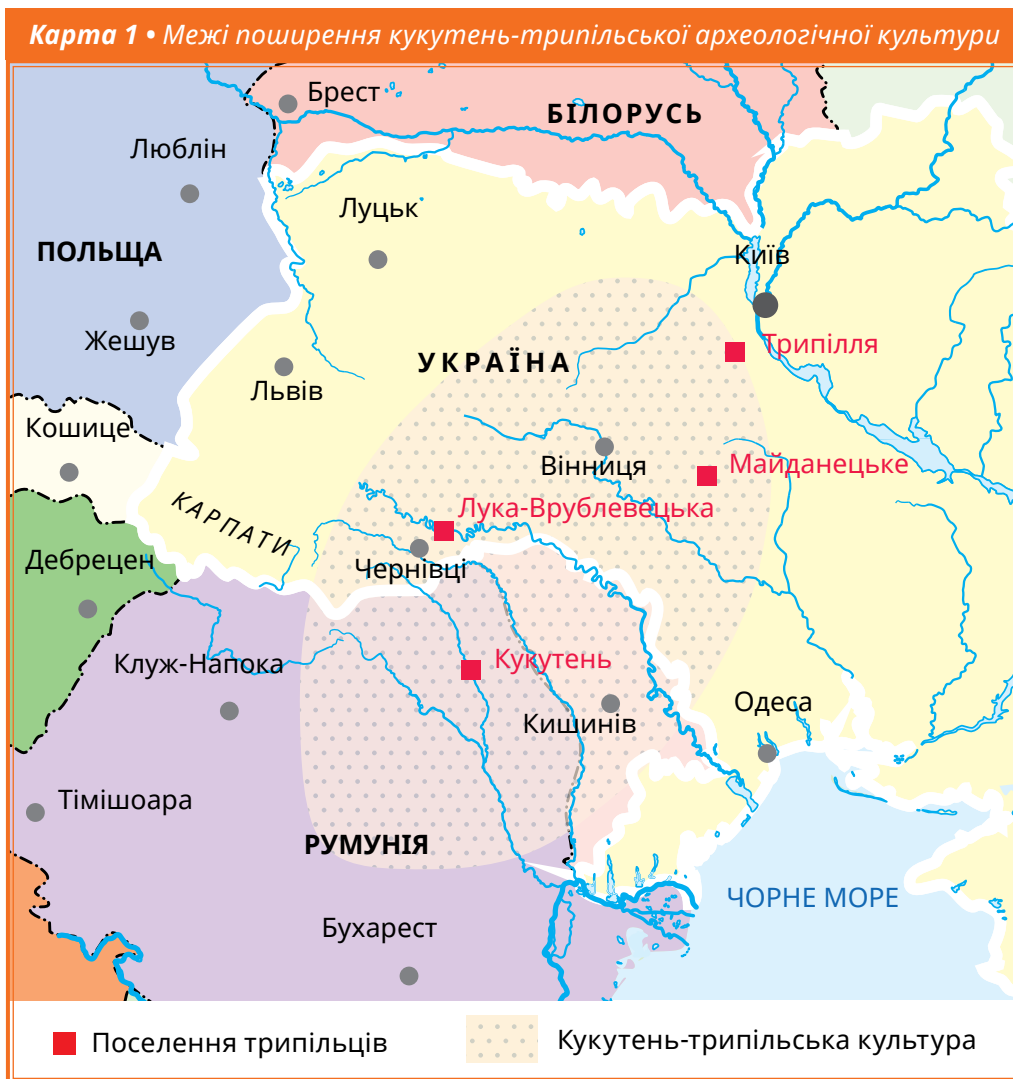 Карта 1 • Межі поширення кукутень-трипільської археологічної культури
Брест
БІЛОРУСЬ
Люблін
Луцьк
ПОЛЬЩА
Київ
Жешув
Трипілля
УКРАЇНА
Львів
Кошице
Вінниця
Майданецьке
КАРПАТИ
Лука-Врублевецька
Дебрецен
Чернівці
Клуж-Напока
Кукутень
Одеса
Кишинів
Тімішоара
РУМУНІЯ
ЧОРНЕ МОРЕ
Бухарест
Поселення трипільців
Кукутень-трипільська культура